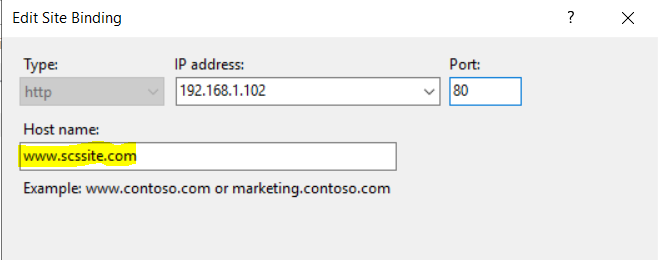 Edit Site Binding
Type: IP address: Port:
http 192.168.1.102 80
Host name:
www.scssite.com
Example: www.contoso.com or marketing.contoso.com